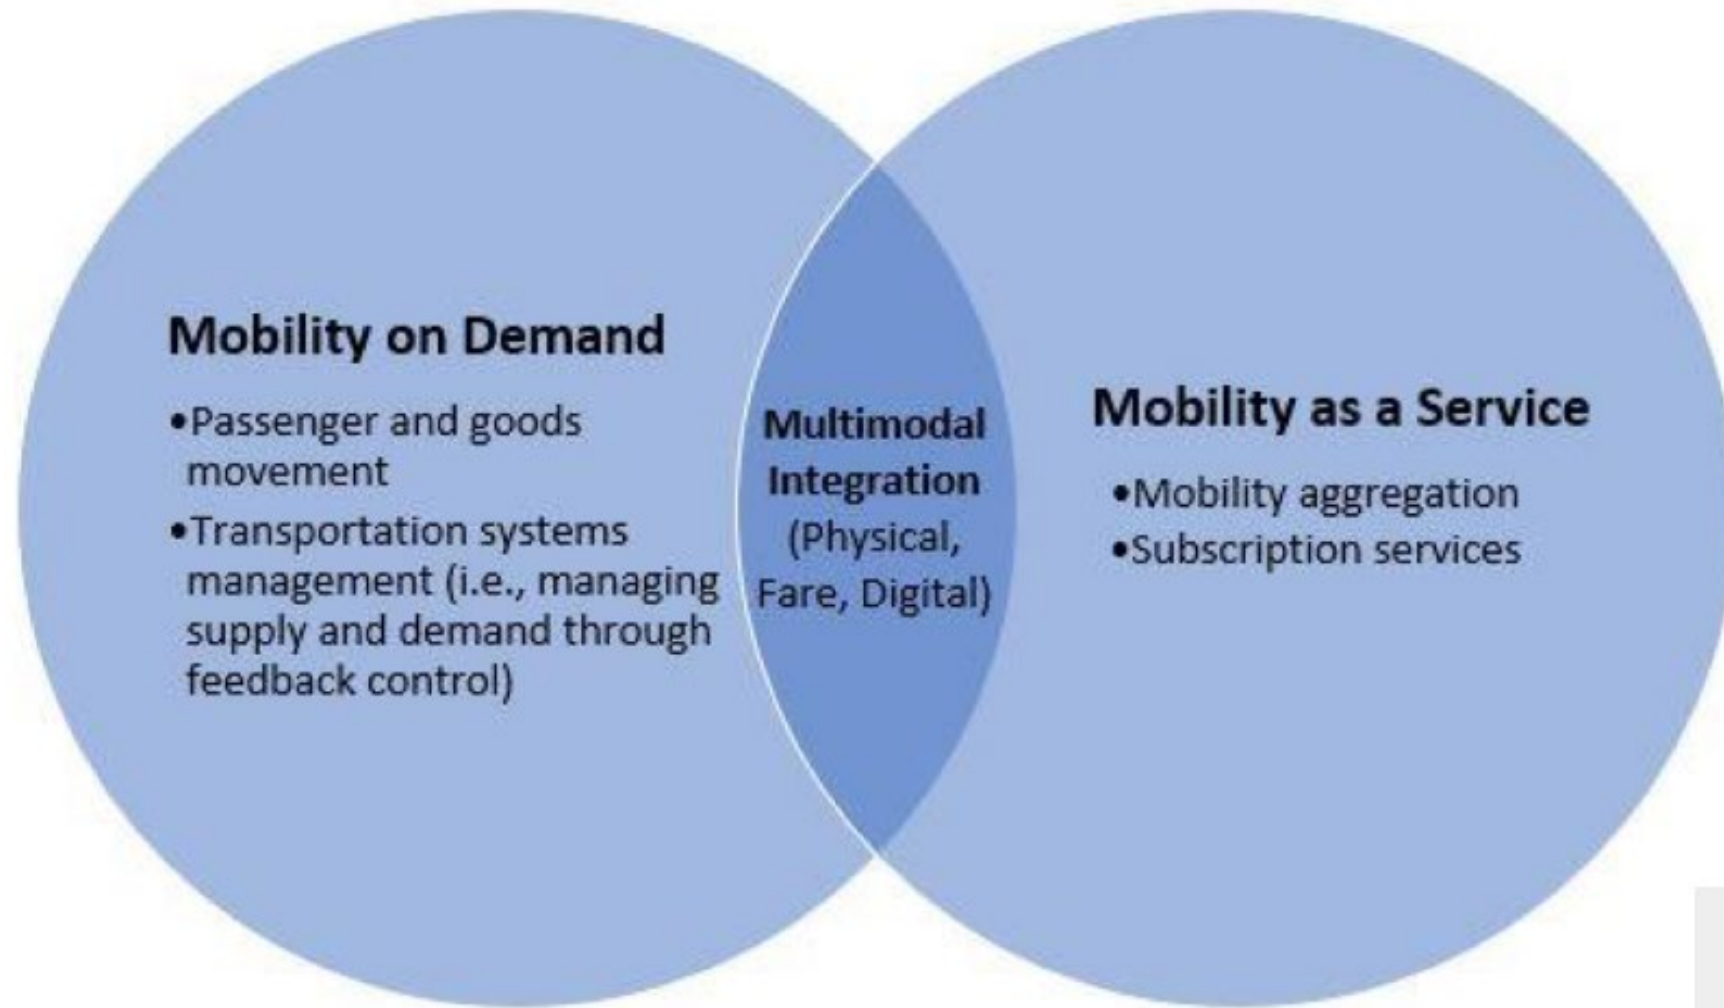 Mobility on Demand
•Passenger and goods
movement
•Transportation systems
management (i.e., managing
supply and demand through
feedback control)
Multimodal
Integration
(Physical,
Fare, Digital)
Mobility as a Service
•Mobility aggregation
•Subscription services